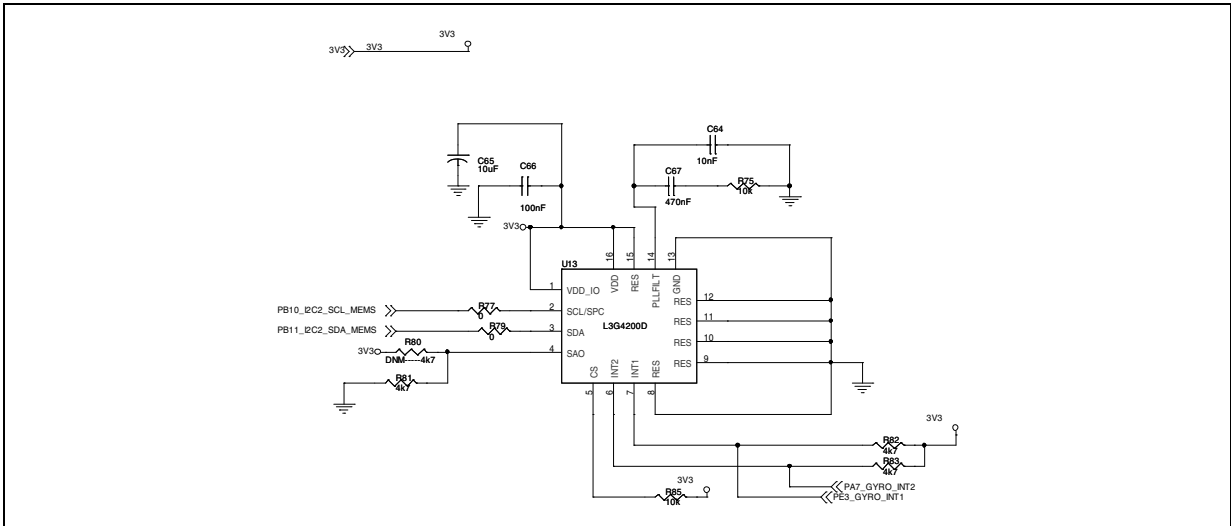 3V3
3V3
3V3
C65
10uF
C66
100nF
C64
10nF
C67
470nF
R75
10k
3V3
U13
16
15
14
13
VDD
RES
PLLFILT
GND
1
VDD_IO
PB10_I2C2_SCL_MEMS
R77
0
2
SCL/SPC
PB11_I2C2_SDA_MEMS
R79
0
3
SDA
3V3
R80
DNM-----4k7
4
SAO
R81
4k7
L3G4200D
RES
12
RES
11
RES
10
RES
9
CS
INT2
INT1
RES
5
6
7
8
3V3
R82
4k7
R83
4k7
3V3
R85
10k
PA7_GYRO_INT2
PE3_GYRO_INT1